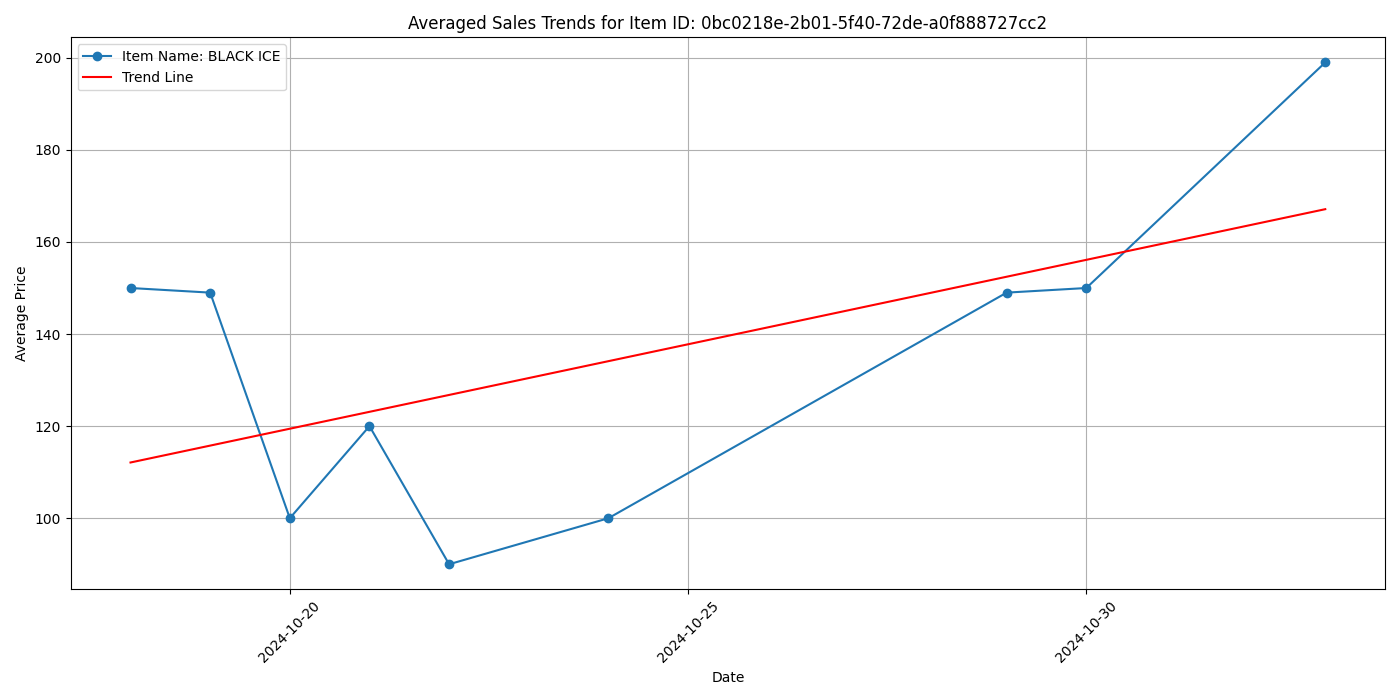 Averaged Sales Trends for Item ID: 0bc0218e-2b01-5f40-72de-a0f888727cc2
Item Name: BLACK ICE
Trend Line
Average Price
200
180
160
140
120
100
2024-10-20
2024-10-25
2024-10-30
Date